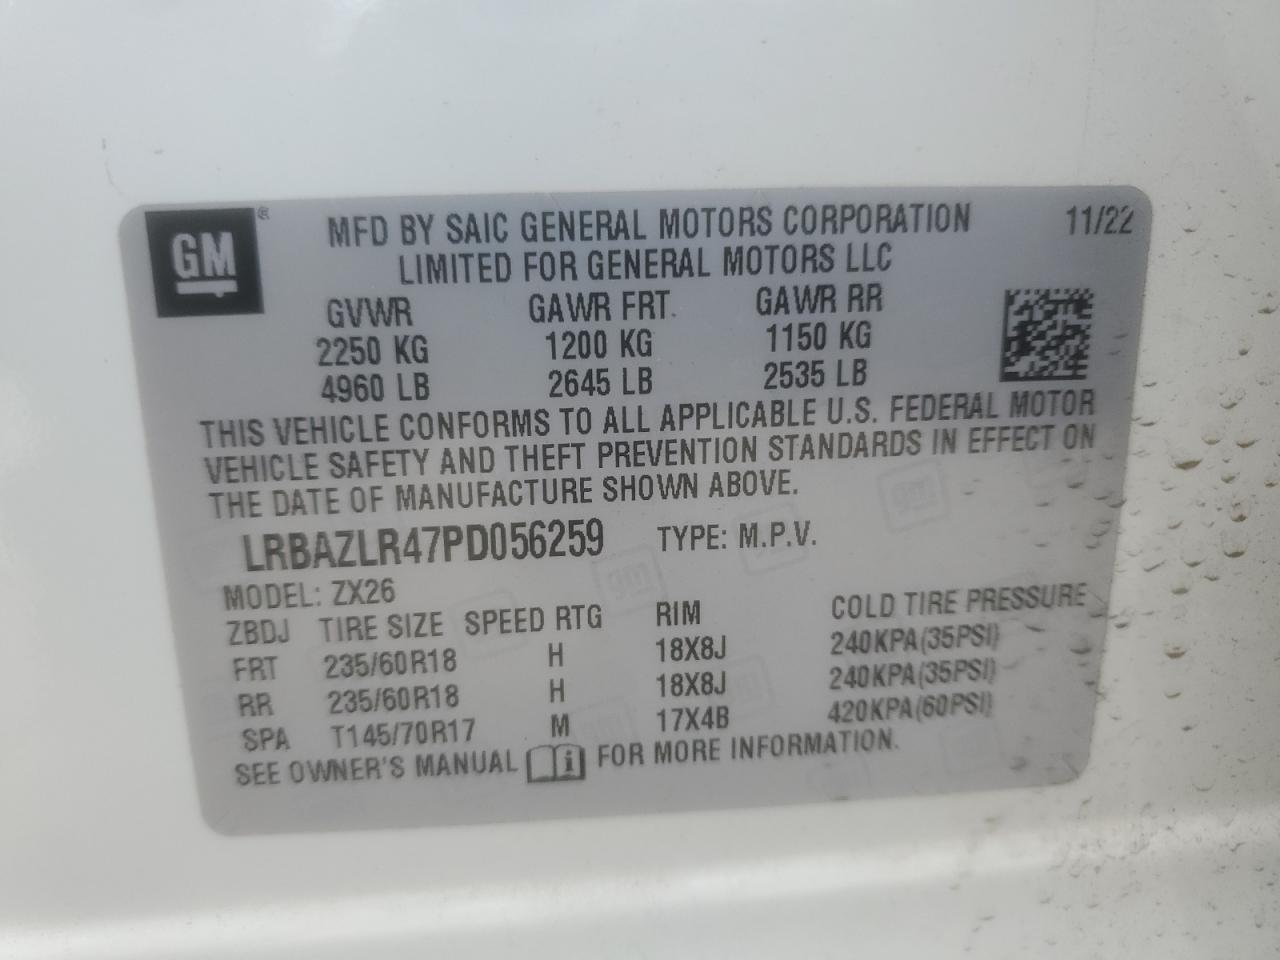 GM ®
MFD BY SAIC GENERAL MOTORS CORPORATION 11/22
LIMITED FOR GENERAL MOTORS LLC
GVWR GAWR FRT. GAWR RR
2250 KG 1200 KG 1150 KG
4960 LB 2645 LB 2535 LB
THIS VEHICLE CONFORMS TO ALL APPLICABLE U.S. FEDERAL MOTOR
VEHICLE SAFETY AND THEFT PREVENTION STANDARDS IN EFFECT ON
THE DATE OF MANUFACTURE SHOWN ABOVE.
LRBAZLR47PD056259 TYPE: M.P.V.
MODEL: ZX26
ZBDJ TIRE SIZE SPEED RTG RIM COLD TIRE PRESSURE
FRT 235/60R18 H 18X8J 240KPA(35PSI)
RR 235/60R18 H 18X8J 240KPA(35PSI)
SPA T145/70R17 M 17X4B 420KPA(60PSI)
SEE OWNER'S MANUAL i FOR MORE INFORMATION.